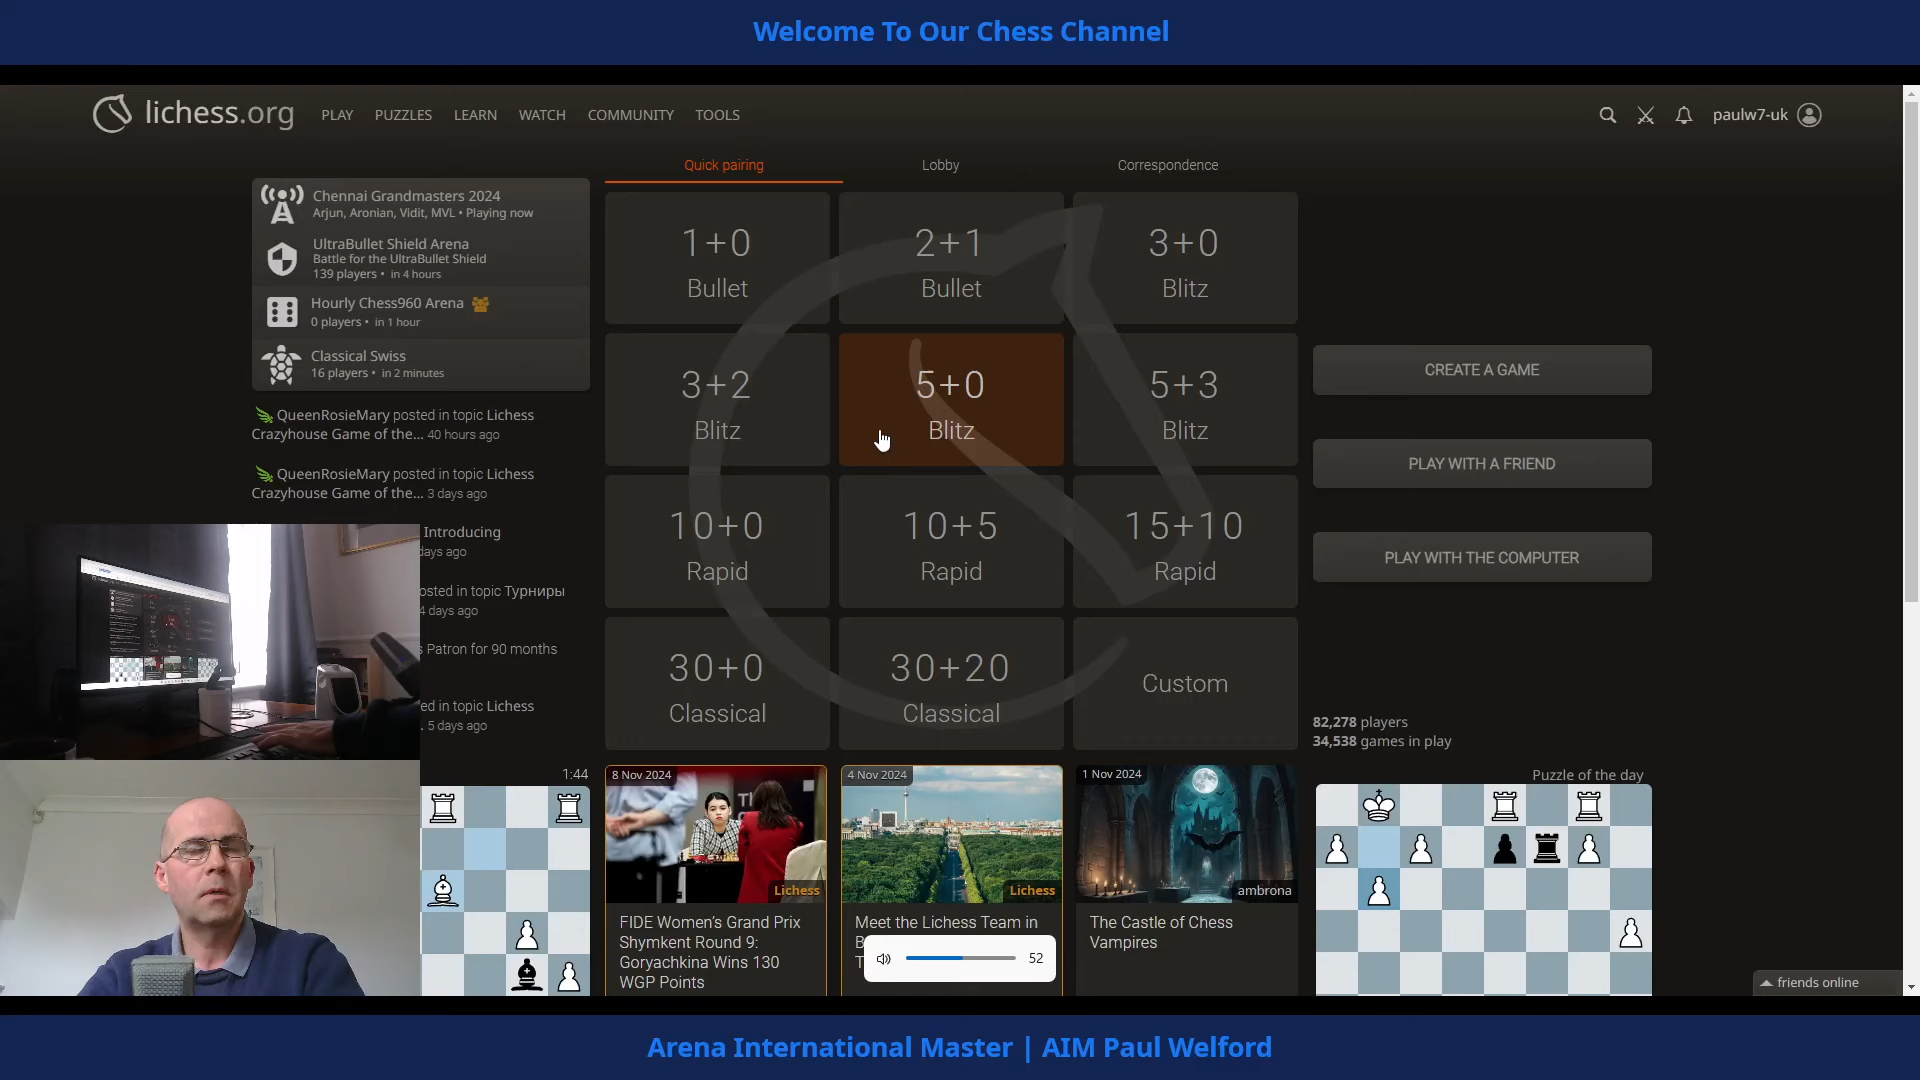 Welcome To Our Chess Channel
lichess.org PLAY PUZZLES LEARN WATCH COMMUNITY TOOLS paulw7-uk
Quick pairing Lobby Correspondence
Chennai Grandmasters 2024
Arjun, Aronian, Vidit, MVL • Playing now
UltraBullet Shield Arena
Battle for the UltraBullet Shield
139 players • in 4 hours
Hourly Chess960 Arena
0 players • in 1 hour
Classical Swiss
16 players • in 2 minutes
QueenRosieMary posted in topic Lichess
Crazyhouse Game of the... 40 hours ago
QueenRosieMary posted in topic Lichess
Crazyhouse Game of the... 3 days ago
Introducing
days ago
osted in topic Турниры
4 days ago
s Patron for 90 months
ed in topic Lichess
. 5 days ago
1:44
1+0
Bullet
2+1
Bullet
3+0
Blitz
3+2
Blitz
5+0
Blitz
5+3
Blitz
10+0
Rapid
10+5
Rapid
15+10
Rapid
30+0
Classical
30+20
Classical
Custom
CREATE A GAME
PLAY WITH A FRIEND
PLAY WITH THE COMPUTER
82,278 players
34,538 games in play
Puzzle of the day
8 Nov 2024
Lichess
FIDE Women's Grand Prix
Shymkent Round 9:
Goryachkina Wins 130
WGP Points
4 Nov 2024
Lichess
Meet the Lichess Team in
B
T
52
1 Nov 2024
ambrona
The Castle of Chess
Vampires
friends online
Arena International Master | AIM Paul Welford